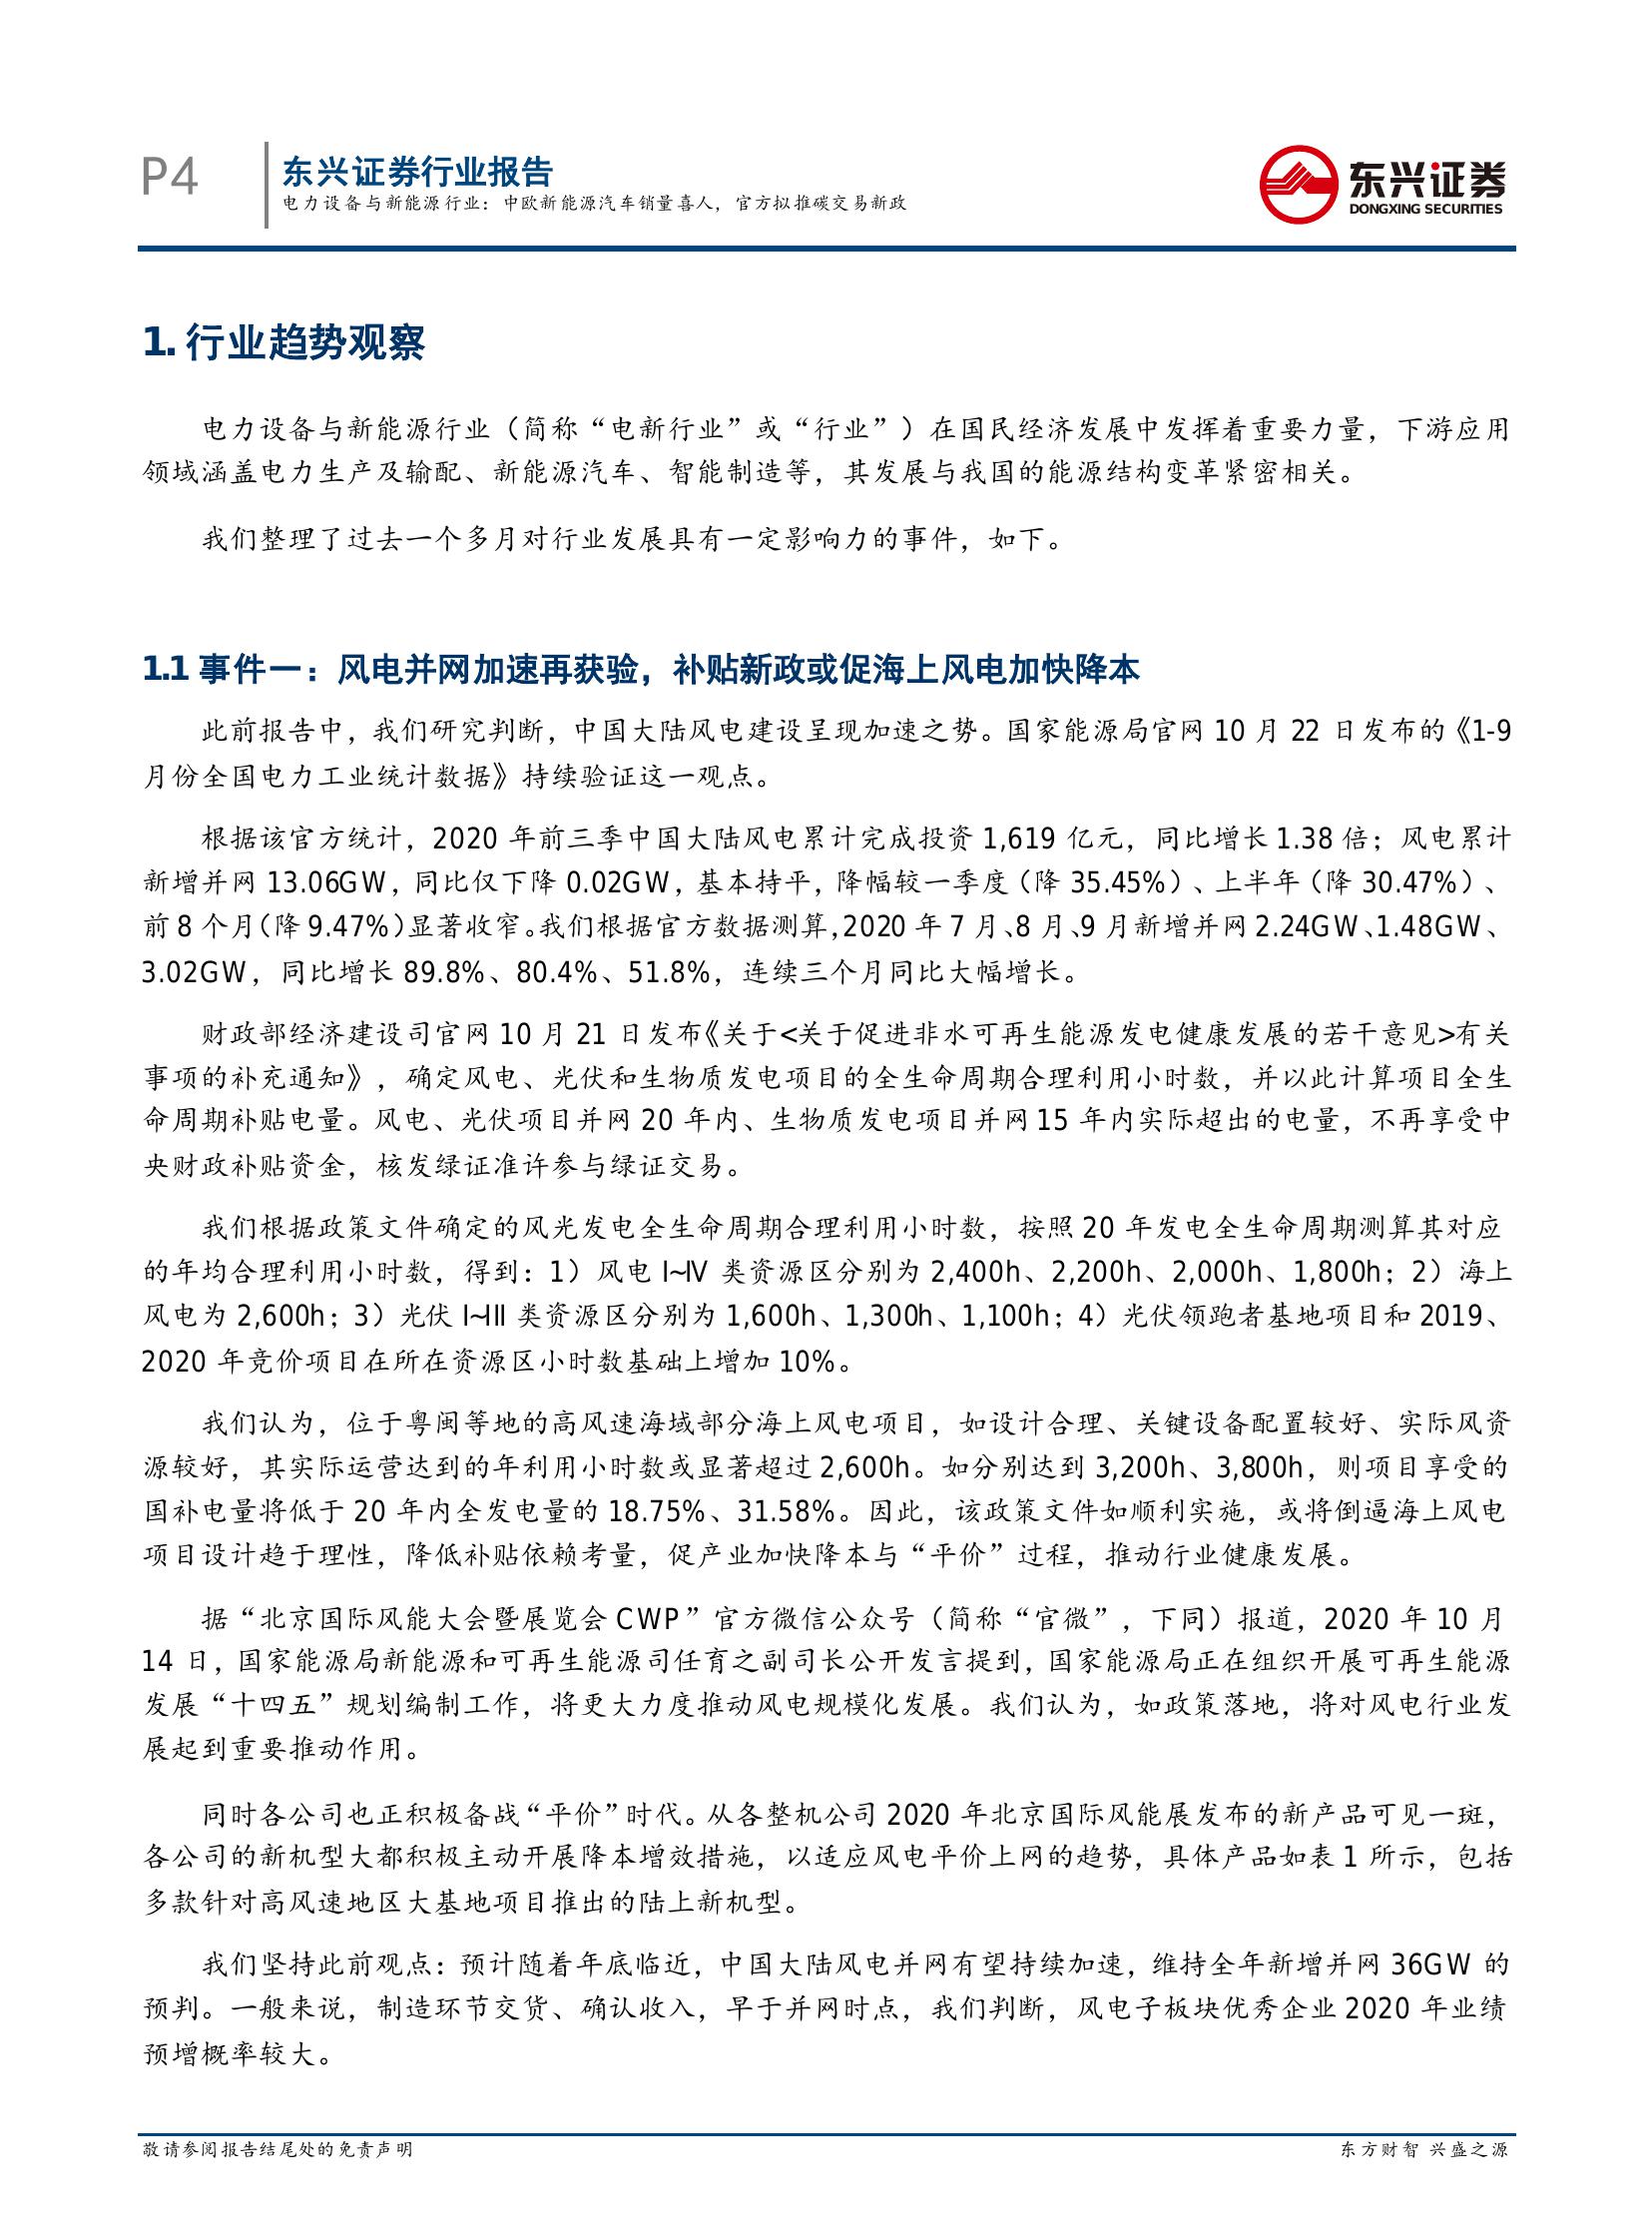 P4
东兴证券行业报告
电力设备与新能源行业：中欧新能源汽车销量喜人，官方拟推碳交易新政
东兴证券
DONGXING SECURITIES
1. 行业趋势观察
电力设备与新能源行业（简称“电新行业”或“行业”）在国民经济发展中发挥着重要力量，下游应用
领域涵盖电力生产及输配、新能源汽车、智能制造等，其发展与我国的能源结构变革紧密相关。
我们整理了过去一个多月对行业发展具有一定影响力的事件，如下。
1.1 事件一：风电并网加速再获验，补贴新政或促海上风电加快降本
此前报告中，我们研究判断，中国大陆风电建设呈现加速之势。国家能源局官网 10 月 22 日发布的《1-9
月份全国电力工业统计数据》持续验证这一观点。
根据该官方统计，2020 年前三季中国大陆风电累计完成投资 1,619 亿元，同比增长 1.38 倍；风电累计
新增并网 13.06GW，同比仅下降 0.02GW，基本持平，降幅较一季度（降 35.45%）、上半年（降 30.47%）、
前 8 个月（降 9.47%）显著收窄。我们根据官方数据测算，2020 年 7 月、8 月、9 月新增并网 2.24GW、1.48GW、
3.02GW，同比增长 89.8%、80.4%、51.8%，连续三个月同比大幅增长。
财政部经济建设司官网 10 月 21 日发布《关于<关于促进非水可再生能源发电健康发展的若干意见>有关
事项的补充通知》，确定风电、光伏和生物质发电项目的全生命周期合理利用小时数，并以此计算项目全生
命周期补贴电量。风电、光伏项目并网 20 年内、生物质发电项目并网 15 年内实际超出的电量，不再享受中
央财政补贴资金，核发绿证准许参与绿证交易。
我们根据政策文件确定的风光发电全生命周期合理利用小时数，按照 20 年发电全生命周期测算其对应
的年均合理利用小时数，得到：1）风电 I~IV 类资源区分别为 2,400h、2,200h、2,000h、1,800h；2）海上
风电为 2,600h；3）光伏 I~III 类资源区分别为 1,600h、1,300h、1,100h；4）光伏领跑者基地项目和 2019、
2020 年竞价项目在所在资源区小时数基础上增加 10%。
我们认为，位于粤闽等地的高风速海域部分海上风电项目，如设计合理、关键设备配置较好、实际风资
源较好，其实际运营达到的年利用小时数或显著超过 2,600h。如分别达到 3,200h、3,800h，则项目享受的
国补电量将低于 20 年内全发电量的 18.75%、31.58%。因此，该政策文件如顺利实施，或将倒逼海上风电
项目设计趋于理性，降低补贴依赖考量，促产业加快降本与“平价”过程，推动行业健康发展。
据“北京国际风能大会暨展览会 CWP”官方微信公众号（简称“官微”，下同）报道，2020 年 10 月
14 日，国家能源局新能源和可再生能源司任育之副司长公开发言提到，国家能源局正在组织开展可再生能源
发展“十四五”规划编制工作，将更大力度推动风电规模化发展。我们认为，如政策落地，将对风电行业发
展起到重要推动作用。
同时各公司也正积极备战“平价”时代。从各整机公司 2020 年北京国际风能展发布的新产品可见一斑，
各公司的新机型大都积极主动开展降本增效措施，以适应风电平价上网的趋势，具体产品如表 1 所示，包括
多款针对高风速地区大基地项目推出的陆上新机型。
我们坚持此前观点：预计随着年底临近，中国大陆风电并网有望持续加速，维持全年新增并网 36GW 的
预判。一般来说，制造环节交货、确认收入，早于并网时点，我们判断，风电子板块优秀企业 2020 年业绩
预增概率较大。
敬请参阅报告结尾处的免责声明
东方财智 兴盛之源